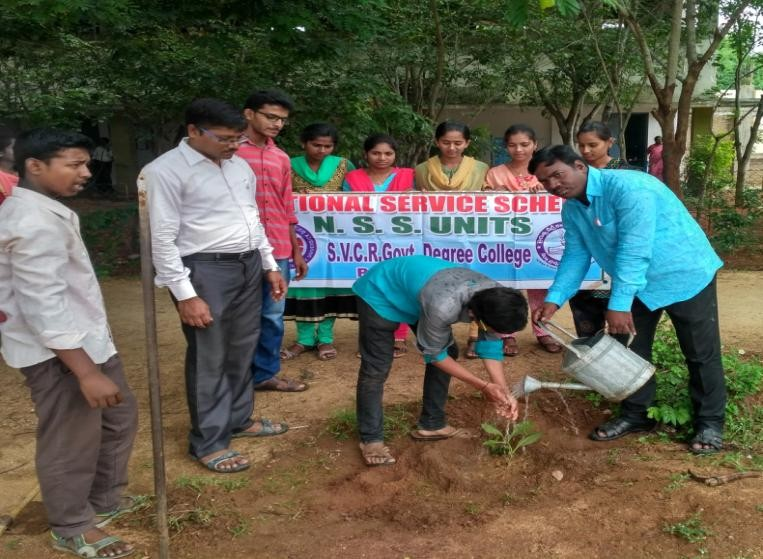 TIONAL SERVICE SCHE
N. S. S. UNITS
S.V.C.R.Govt. Degree College